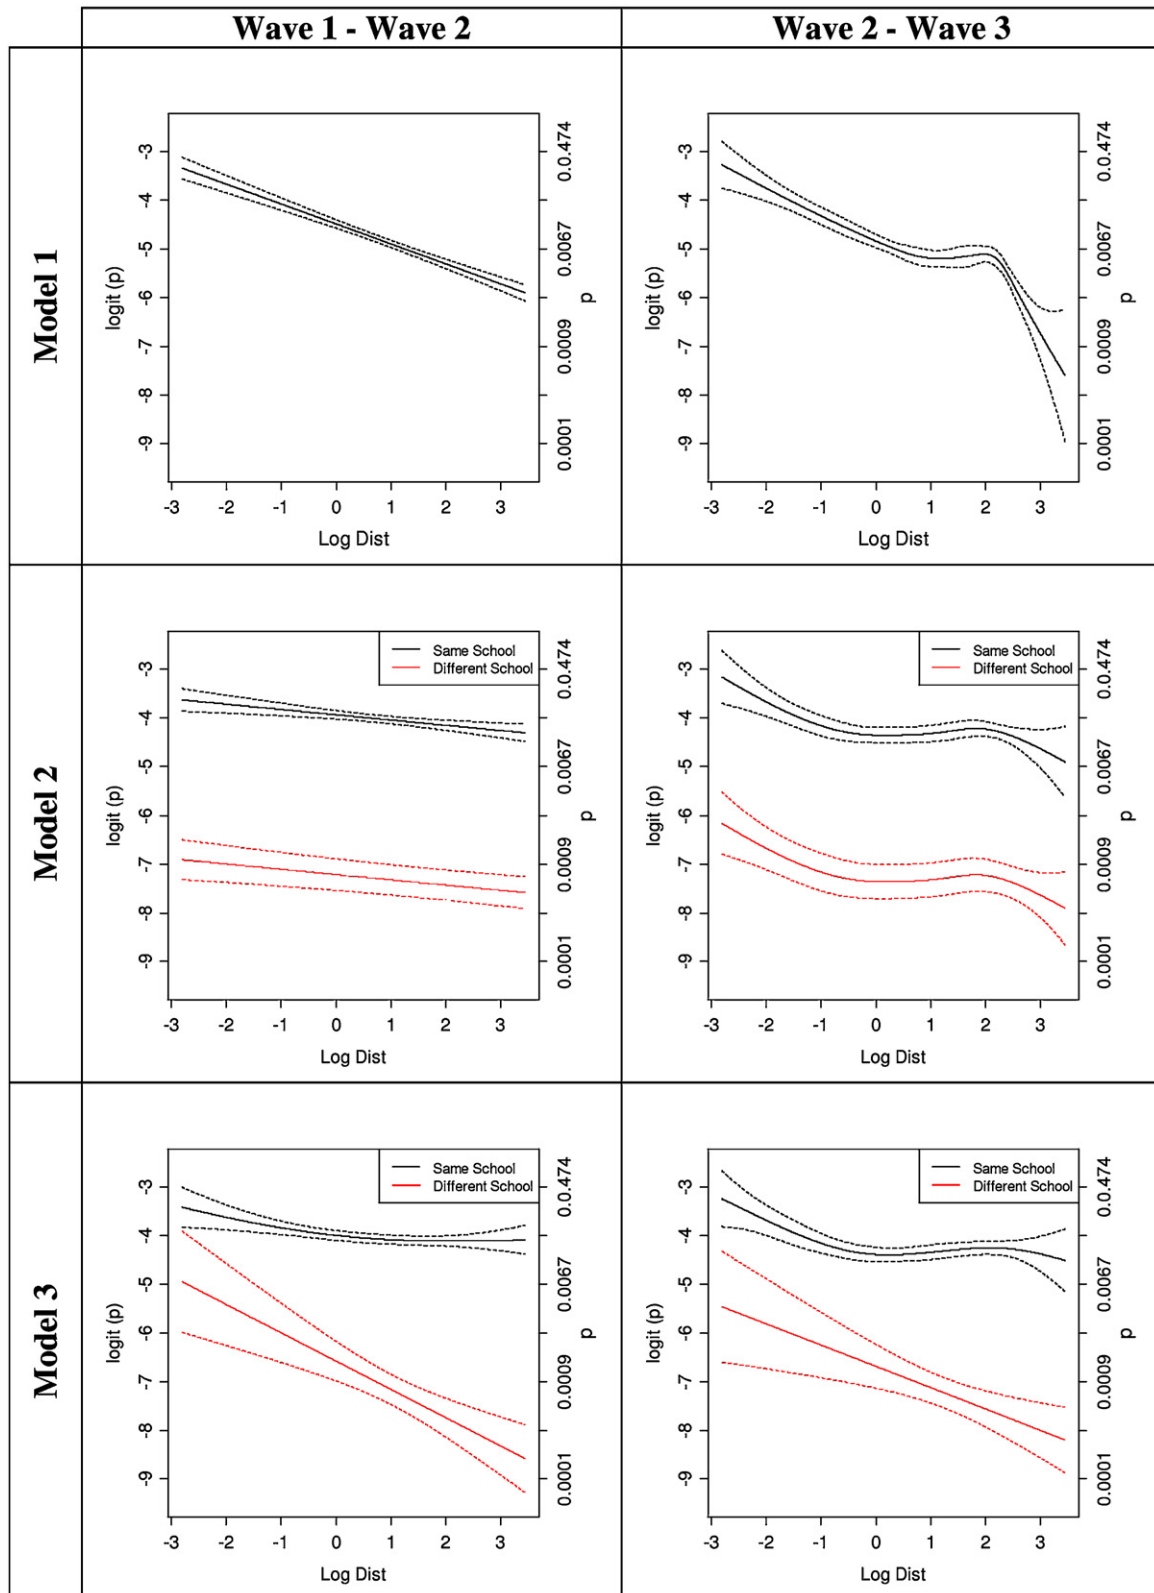 Wave 1 - Wave 2
Wave 2 - Wave 3
Model 1
logit (p)
-3
-4
-5
-6
-7
-8
-9
0.0474
0.0067
0.0009
0.0001
p
-3 -2 -1 0 1 2 3
Log Dist
logit (p)
-3
-4
-5
-6
-7
-8
-9
0.0474
0.0067
0.0009
0.0001
p
-3 -2 -1 0 1 2 3
Log Dist
Model 2
Same School
Different School
logit (p)
-3
-4
-5
-6
-7
-8
-9
0.0474
0.0067
0.0009
0.0001
p
-3 -2 -1 0 1 2 3
Log Dist
Same School
Different School
logit (p)
-3
-4
-5
-6
-7
-8
-9
0.0474
0.0067
0.0009
0.0001
p
-3 -2 -1 0 1 2 3
Log Dist
Model 3
Same School
Different School
logit (p)
-3
-4
-5
-6
-7
-8
-9
0.0474
0.0067
0.0009
0.0001
p
-3 -2 -1 0 1 2 3
Log Dist
Same School
Different School
logit (p)
-3
-4
-5
-6
-7
-8
-9
0.0474
0.0067
0.0009
0.0001
p
-3 -2 -1 0 1 2 3
Log Dist